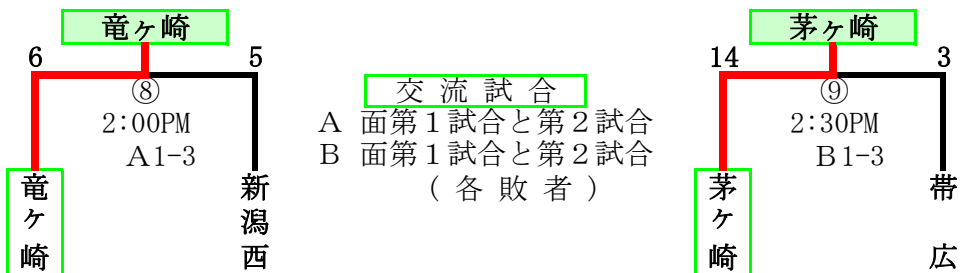 竜ヶ崎
6 5
⑧
2:00PM
A1-3
竜ヶ崎
新潟西
交流試合
A 面第1試合と第2試合
B 面第1試合と第2試合
(各敗者)
茅ヶ崎
14 3
⑨
2:30PM
B1-3
茅ヶ崎
帯広